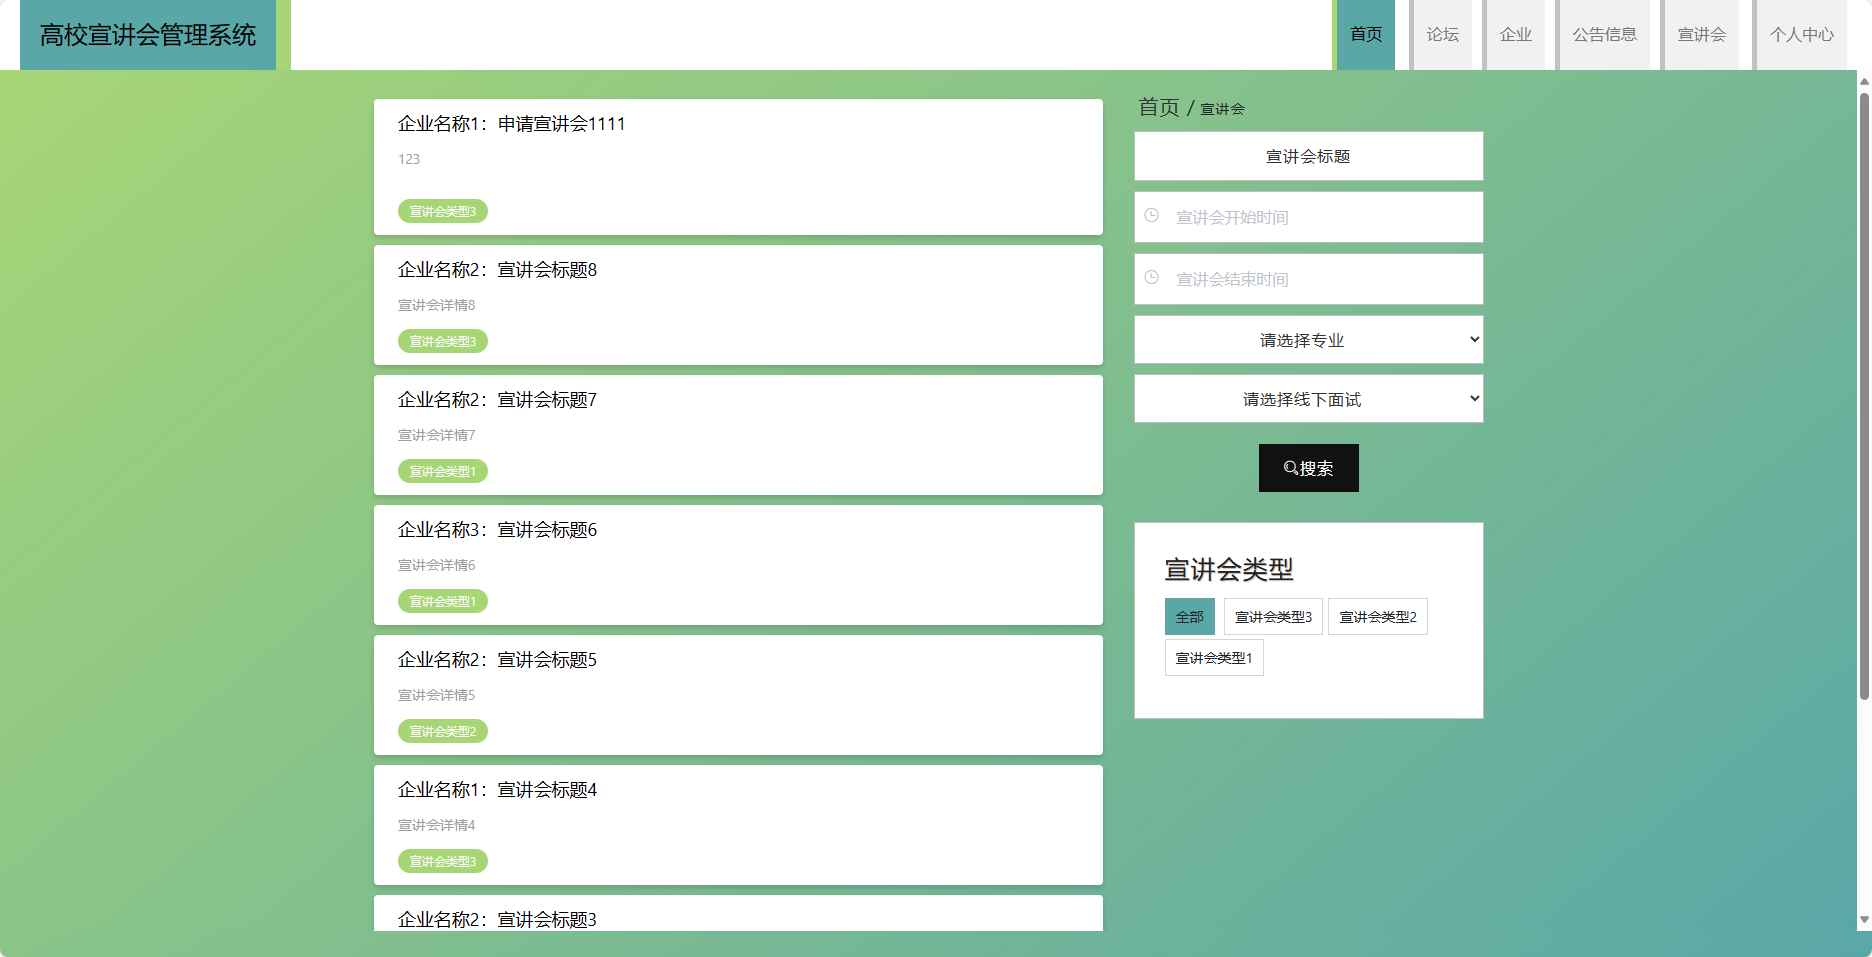 高校宣讲会管理系统
首页
论坛
企业
公告信息
宣讲会
个人中心
企业名称1：申请宣讲会1111
123
宣讲会类型3
企业名称2：宣讲会标题8
宣讲会详情8
宣讲会类型3
企业名称2：宣讲会标题7
宣讲会详情7
宣讲会类型1
企业名称3：宣讲会标题6
宣讲会详情6
宣讲会类型1
企业名称2：宣讲会标题5
宣讲会详情5
宣讲会类型2
企业名称1：宣讲会标题4
宣讲会详情4
宣讲会类型3
企业名称2：宣讲会标题3
首页 / 宣讲会
宣讲会标题
宣讲会开始时间
宣讲会结束时间
请选择专业
请选择线下面试
搜索
宣讲会类型
全部 宣讲会类型3 宣讲会类型2
宣讲会类型1